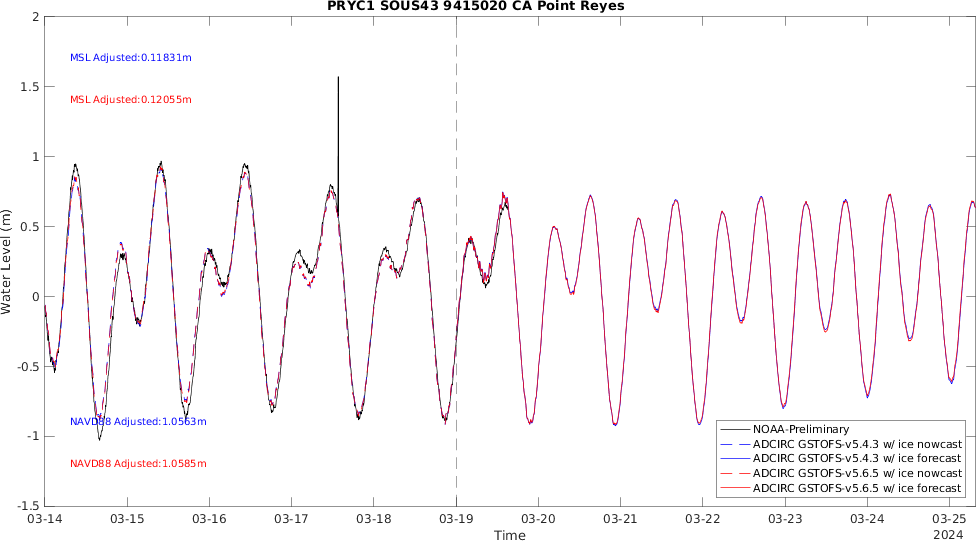 PRYC1 SOUS43 9415020 CA Point Reyes
2
1.5
1
0.5
0
-0.5
-1
-1.5
Water Level (m)
MSL Adjusted:0.11831m
MSL Adjusted:0.12055m
NAVD88 Adjusted:1.0563m
NAVD88 Adjusted:1.0585m
NOAA-Preliminary
ADCIRC GSTOFS-v5.4.3 w/ ice nowcast
ADCIRC GSTOFS-v5.4.3 w/ ice forecast
ADCIRC GSTOFS-v5.6.5 w/ ice nowcast
ADCIRC GSTOFS-v5.6.5 w/ ice forecast
03-14 03-15 03-16 03-17 03-18 03-19 03-20 03-21 03-22 03-23 03-24 03-25
2024
Time